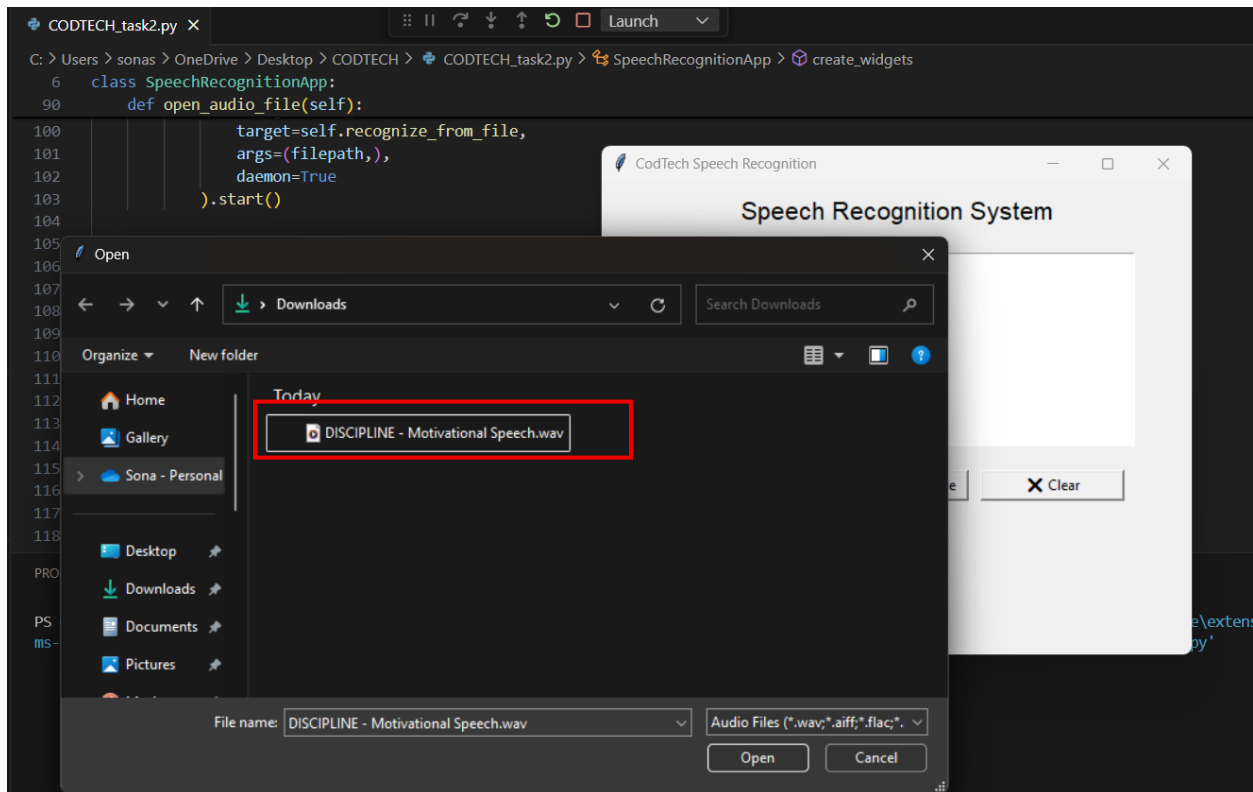 CODTECH_task2.py
Launch
C: > Users > sonas > OneDrive > Desktop > CODTECH > CODTECH_task2.py > SpeechRecognitionApp > create_widgets
6 class SpeechRecognitionApp:
90 def open_audio_file(self):
100 target=self.recognize_from_file,
101 args=(filepath,),
102 daemon=True
103 ).start()
104
105
106
107
108
109
110
111
112
113
114
115
116
117
118
CodTech Speech Recognition
Speech Recognition System
e
Clear
Open
Downloads
Search Downloads
Organize
New folder
Home
Gallery
Sona - Personal
Desktop
Downloads
Documents
Pictures
Today
DISCIPLINE - Motivational Speech.wav
File name: DISCIPLINE - Motivational Speech.wav
Audio Files (*.wav;*.aiff;*.flac;*.
Open
Cancel
PRO
PS
e\extens
ms-
py'